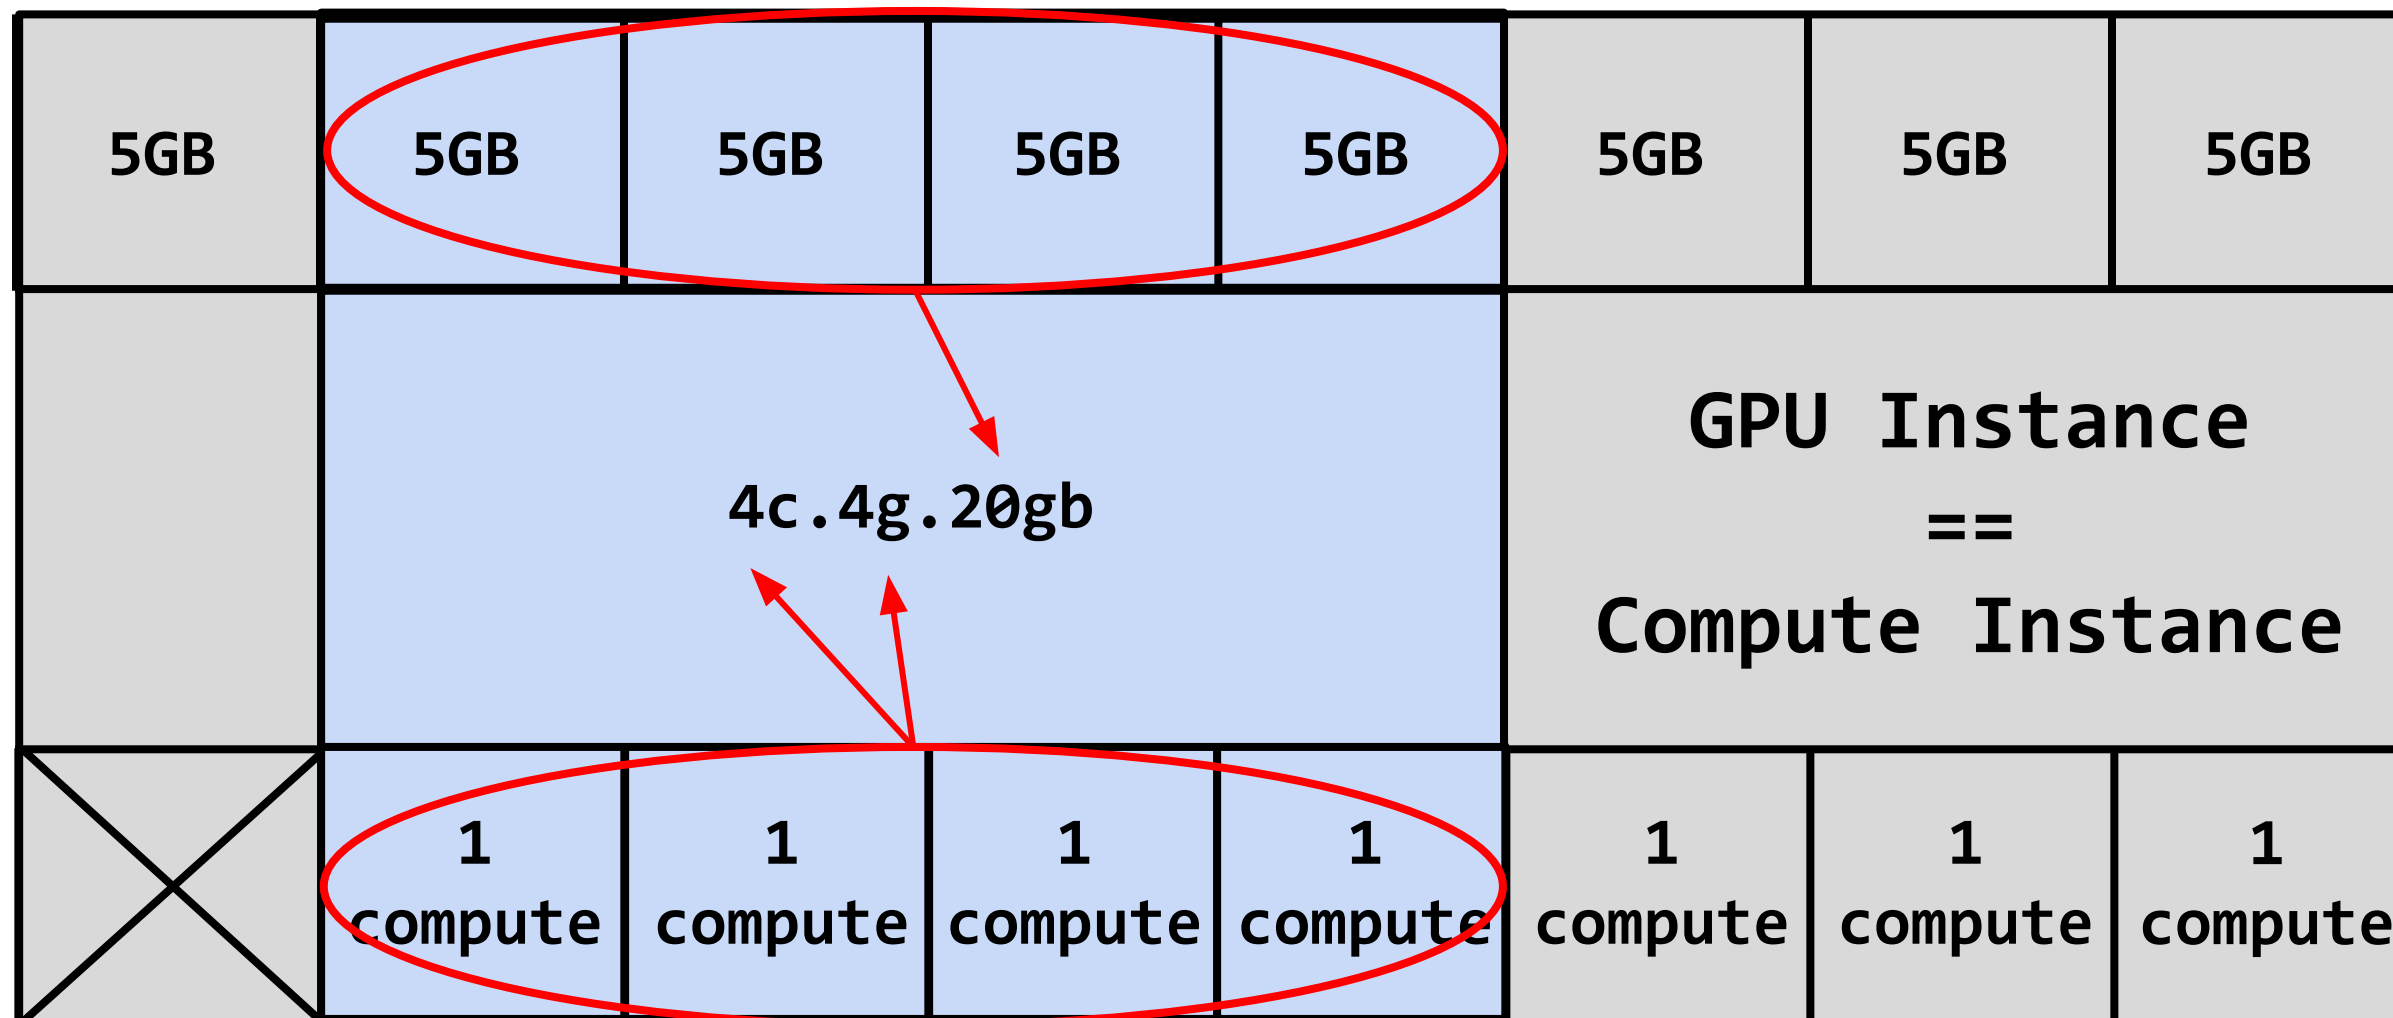 5GB 5GB 5GB 5GB 5GB 5GB 5GB 5GB
4c.4g.20gb
GPU Instance
==
Compute Instance
1 1 1 1 1 1 1
compute compute compute compute compute compute compute